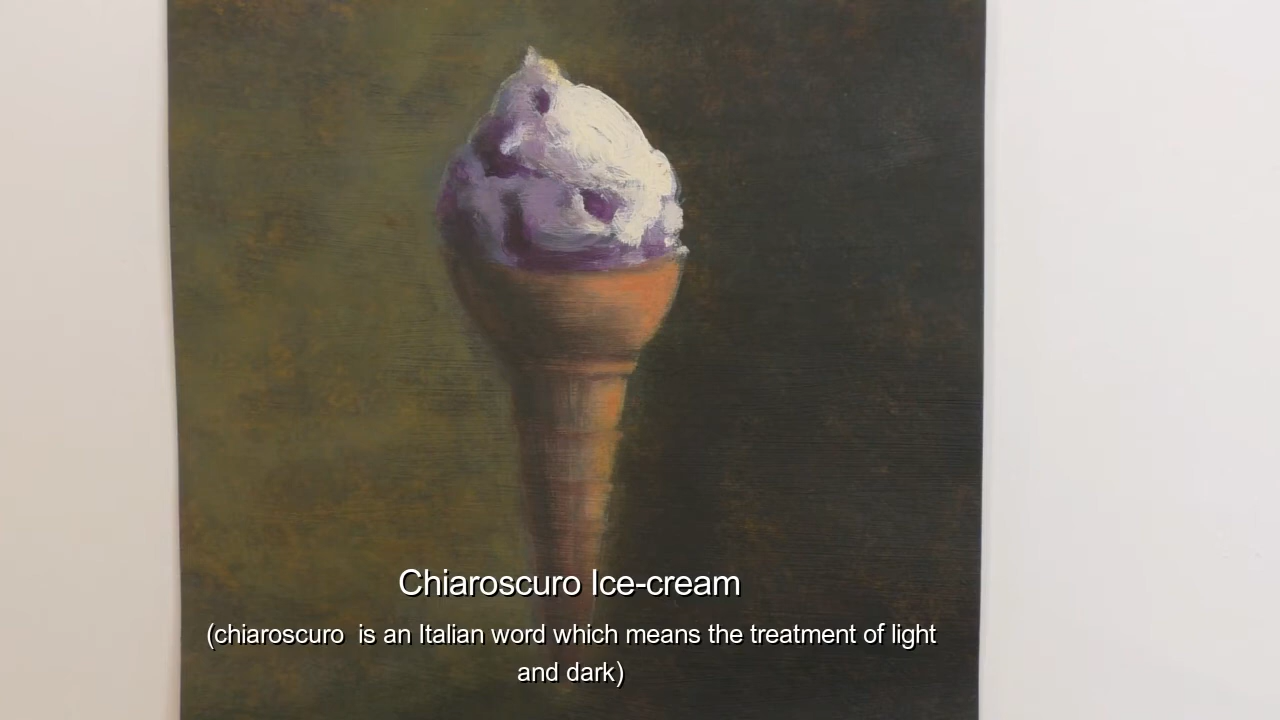 Chiaroscuro Ice-cream
(chiaroscuro  is an Italian word which means the treatment of light
and dark)